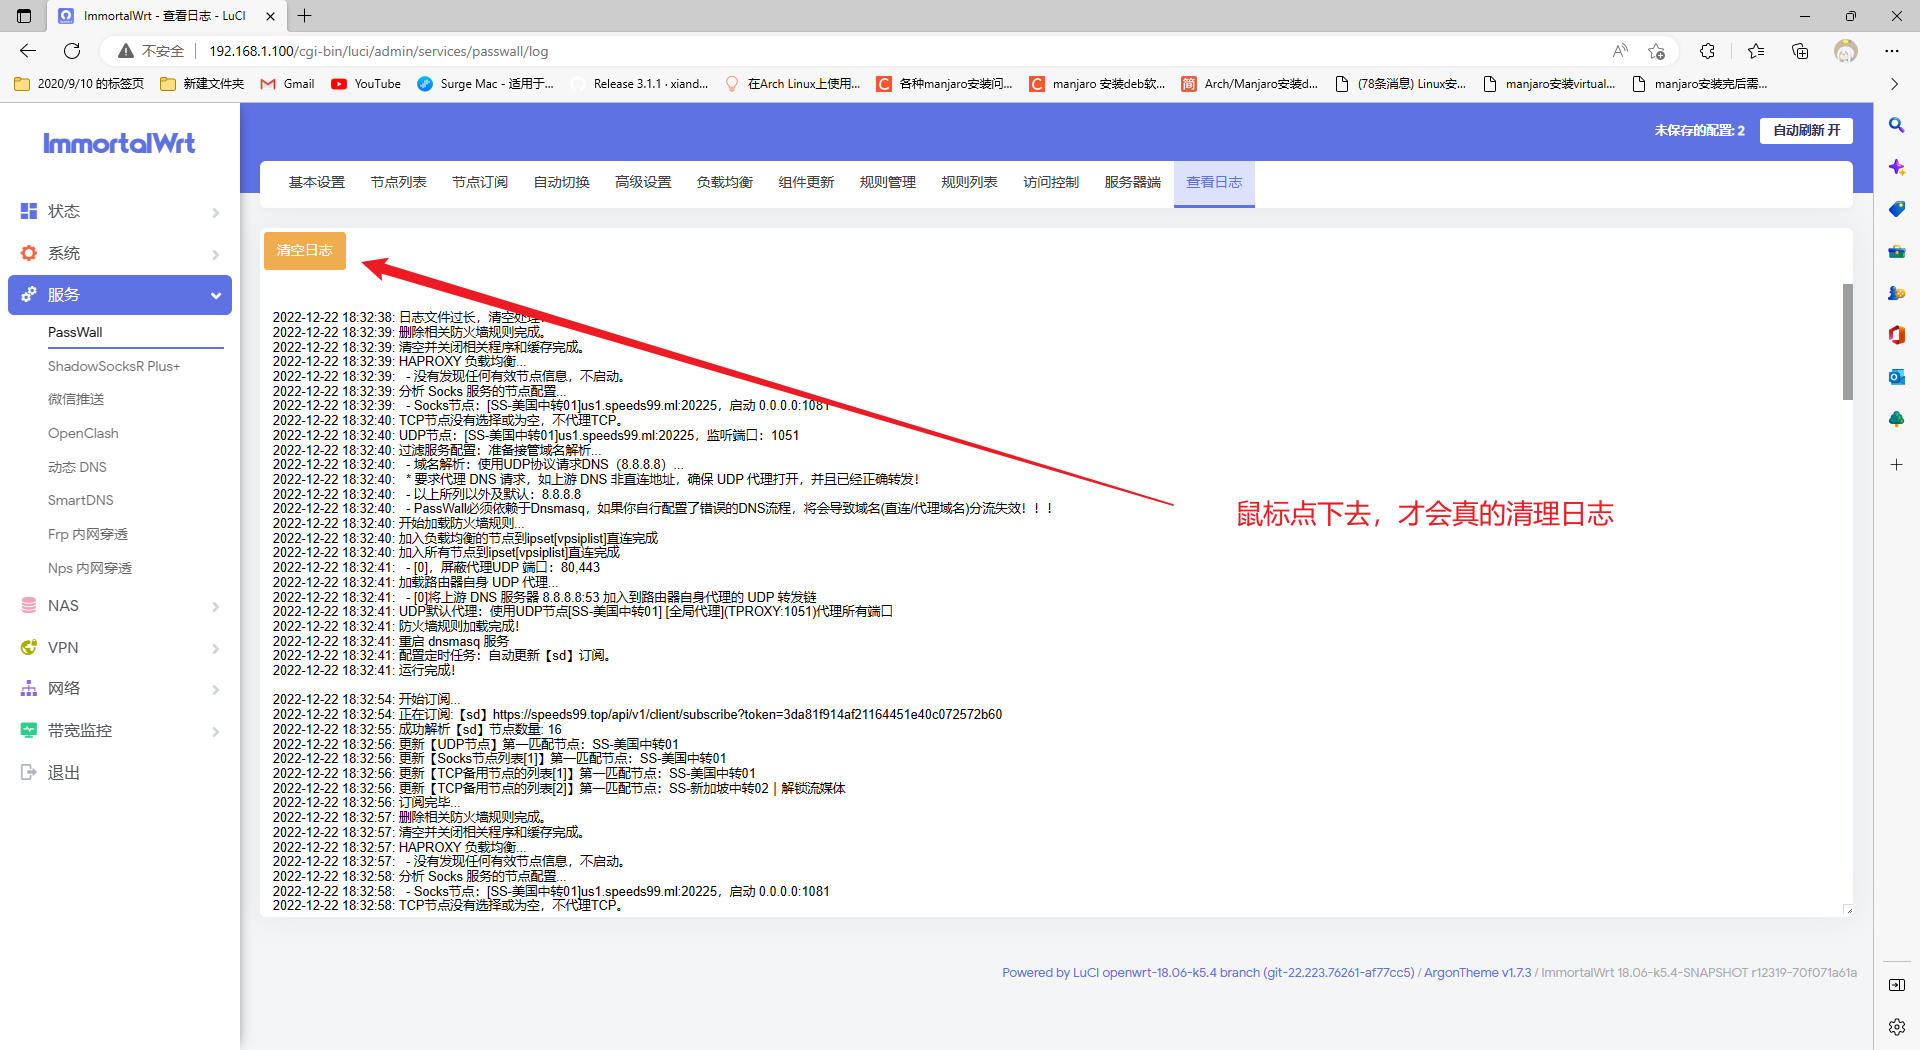 ImmortalWrt - 查看日志 - LuCI
不安全
192.168.1.100/cgi-bin/luci/admin/services/passwall/log
2020/9/10 的标签页
新建文件夹
Gmail
YouTube
Surge Mac - 适用于...
Release 3.1.1 · xiand...
在Arch Linux上使用...
各种manjaro安装问...
manjaro 安装deb软...
Arch/Manjaro安装d...
(78条消息) Linux安...
manjaro安装virtual...
manjaro安装完后需...
ImmortalWrt
未保存的配置: 2
自动刷新 开
基本设置
节点列表
节点订阅
自动切换
高级设置
负载均衡
组件更新
规则管理
规则列表
访问控制
服务器端
查看日志
状态
系统
服务
PassWall
ShadowSocksR Plus+
微信推送
OpenClash
动态 DNS
SmartDNS
Frp 内网穿透
Nps 内网穿透
NAS
VPN
网络
带宽监控
退出
清空日志
2022-12-22 18:32:38: 日志文件过长，清空处理！
2022-12-22 18:32:39: 删除相关防火墙规则完成。
2022-12-22 18:32:39: 清空并关闭相关程序和缓存完成。
2022-12-22 18:32:39: HAPROXY 负载均衡...
2022-12-22 18:32:39: - 没有发现任何有效节点信息，不启动。
2022-12-22 18:32:39: 分析 Socks 服务的节点配置...
2022-12-22 18:32:39: - Socks节点：[SS-美国中转01]us1.speeds99.ml:20225，启动 0.0.0.0:1081
2022-12-22 18:32:40: TCP节点没有选择或为空，不代理TCP。
2022-12-22 18:32:40: UDP节点：[SS-美国中转01]us1.speeds99.ml:20225，监听端口：1051
2022-12-22 18:32:40: 过滤服务配置：准备接管域名解析...
2022-12-22 18:32:40: - 域名解析：使用UDP协议请求DNS（8.8.8.8）...
2022-12-22 18:32:40: * 要求代理 DNS 请求，如上游 DNS 非直连地址，确保 UDP 代理打开，并且已经正确转发！
2022-12-22 18:32:40: - 以上所列以外及默认：8.8.8.8
2022-12-22 18:32:40: - PassWall必须依赖于Dnsmasq，如果你自行配置了错误的DNS流程，将会导致域名(直连/代理域名)分流失效！！！
2022-12-22 18:32:40: 开始加载防火墙规则...
2022-12-22 18:32:40: 加入负载均衡的节点到ipset[vpsiplist]直连完成
2022-12-22 18:32:40: 加入所有节点到ipset[vpsiplist]直连完成
2022-12-22 18:32:41: - [0]，屏蔽代理UDP 端口：80,443
2022-12-22 18:32:41: 加载路由器自身 UDP 代理...
2022-12-22 18:32:41: - [0]将上游 DNS 服务器 8.8.8.8:53 加入到路由器自身代理的 UDP 转发链
2022-12-22 18:32:41: UDP默认代理：使用UDP节点[SS-美国中转01] [全局代理](TPROXY:1051)代理所有端口
2022-12-22 18:32:41: 防火墙规则加载完成！
2022-12-22 18:32:41: 重启 dnsmasq 服务
2022-12-22 18:32:41: 配置定时任务：自动更新【sd】订阅。
2022-12-22 18:32:41: 运行完成！
2022-12-22 18:32:54: 开始订阅...
2022-12-22 18:32:54: 正在订阅:【sd】https://speeds99.top/api/v1/client/subscribe?token=3da81f914af21164451e40c072572b60
2022-12-22 18:32:55: 成功解析【sd】节点数量: 16
2022-12-22 18:32:56: 更新【UDP节点】第一匹配节点：SS-美国中转01
2022-12-22 18:32:56: 更新【Socks节点列表[1]】第一匹配节点：SS-美国中转01
2022-12-22 18:32:56: 更新【TCP备用节点的列表[1]】第一匹配节点：SS-美国中转01
2022-12-22 18:32:56: 更新【TCP备用节点的列表[2]】第一匹配节点：SS-新加坡中转02 | 解锁流媒体
2022-12-22 18:32:56: 订阅完毕...
2022-12-22 18:32:57: 删除相关防火墙规则完成。
2022-12-22 18:32:57: 清空并关闭相关程序和缓存完成。
2022-12-22 18:32:57: HAPROXY 负载均衡...
2022-12-22 18:32:57: - 没有发现任何有效节点信息，不启动。
2022-12-22 18:32:58: 分析 Socks 服务的节点配置...
2022-12-22 18:32:58: - Socks节点：[SS-美国中转01]us1.speeds99.ml:20225，启动 0.0.0.0:1081
2022-12-22 18:32:58: TCP节点没有选择或为空，不代理TCP。
鼠标点下去，才会真的清理日志
Powered by LuCI openwrt-18.06-k5.4 branch (git-22.223.76261-af77cc5) / ArgonTheme v1.7.3 / ImmortalWrt 18.06-k5.4-SNAPSHOT r12319-70f071a61a